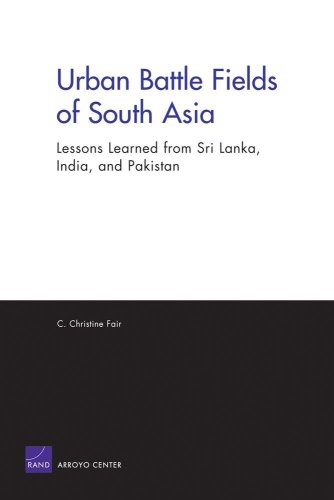 Urban Battle Fields
of South Asia
Lessons Learned from Sri Lanka,
India, and Pakistan
C. Christine Fair
RAND
ARROYO CENTER